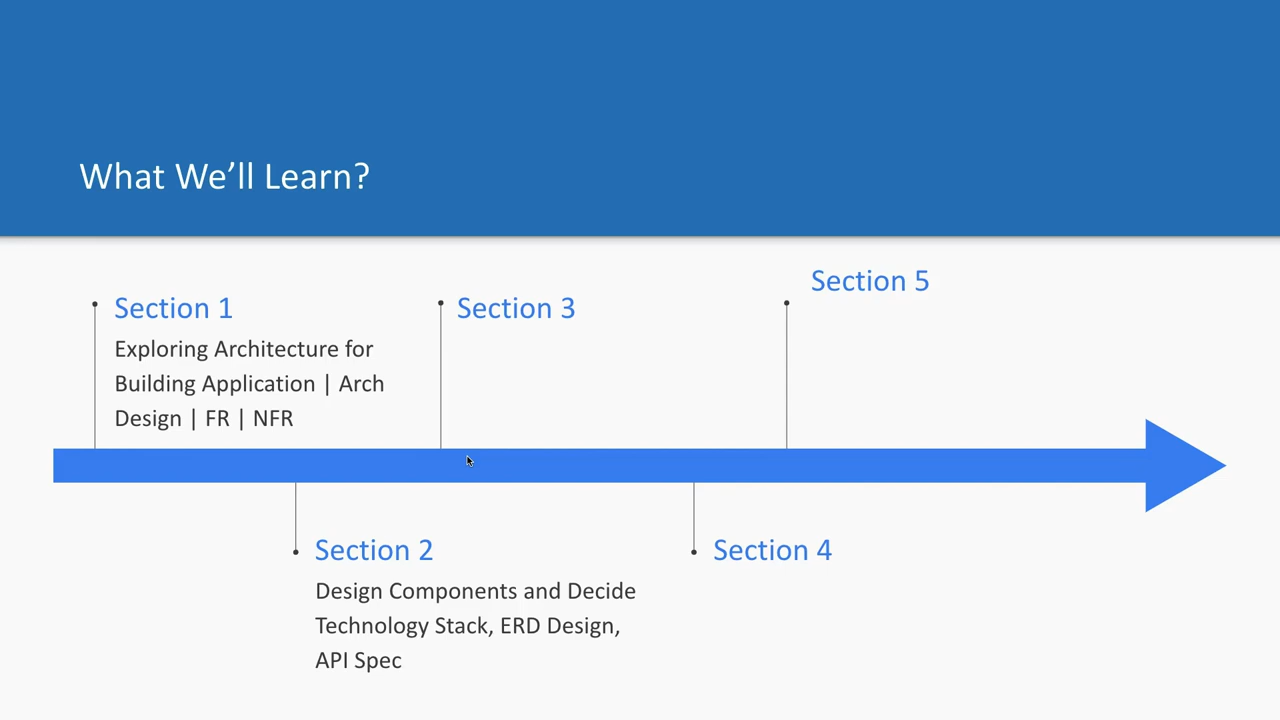 What We’ll Learn?
Section 1
Exploring Architecture for
Building Application | Arch
Design | FR | NFR
Section 2
Design Components and Decide
Technology Stack, ERD Design,
API Spec
Section 3
Section 4
Section 5